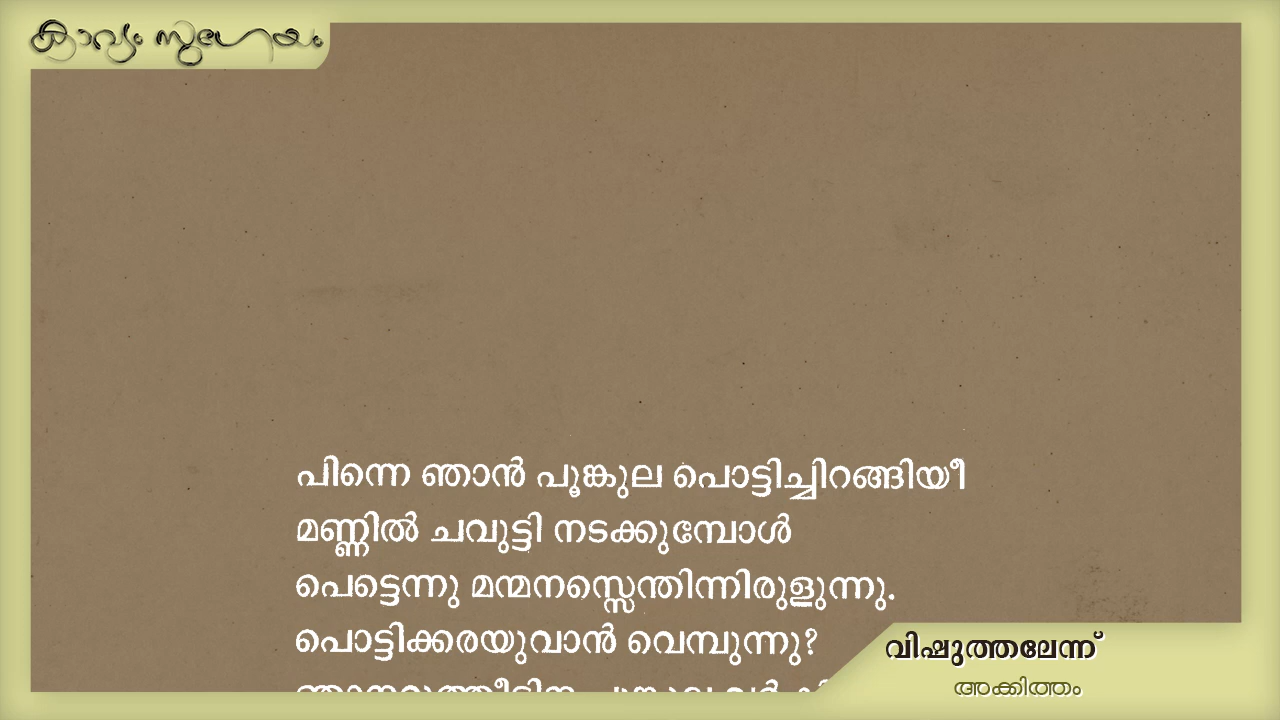 കാവ്യം സുഗേയം
പിന്നെ ഞാൻ പൂങ്കുല പൊട്ടിച്ചിറങ്ങിയീ
മണ്ണിൽ ചവുട്ടി നടക്കുമ്പോൾ
പെട്ടെന്നു മന്മനസ്സെന്തിന്നിരുളുന്നു.
പൊട്ടിക്കരയുവാൻ വെമ്പുന്നു?
വിഷുത്തലേന്ന്
അക്കിത്തം